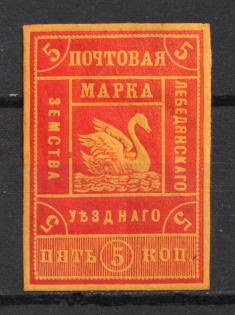 5 ПОЧТОВАЯ 5
МАРКА
ЗЕМСТВА
ЛЕБЕДЯНСКАГО
5 УѢЗДНАГО 5
ПЯТЬ 5 КОП.